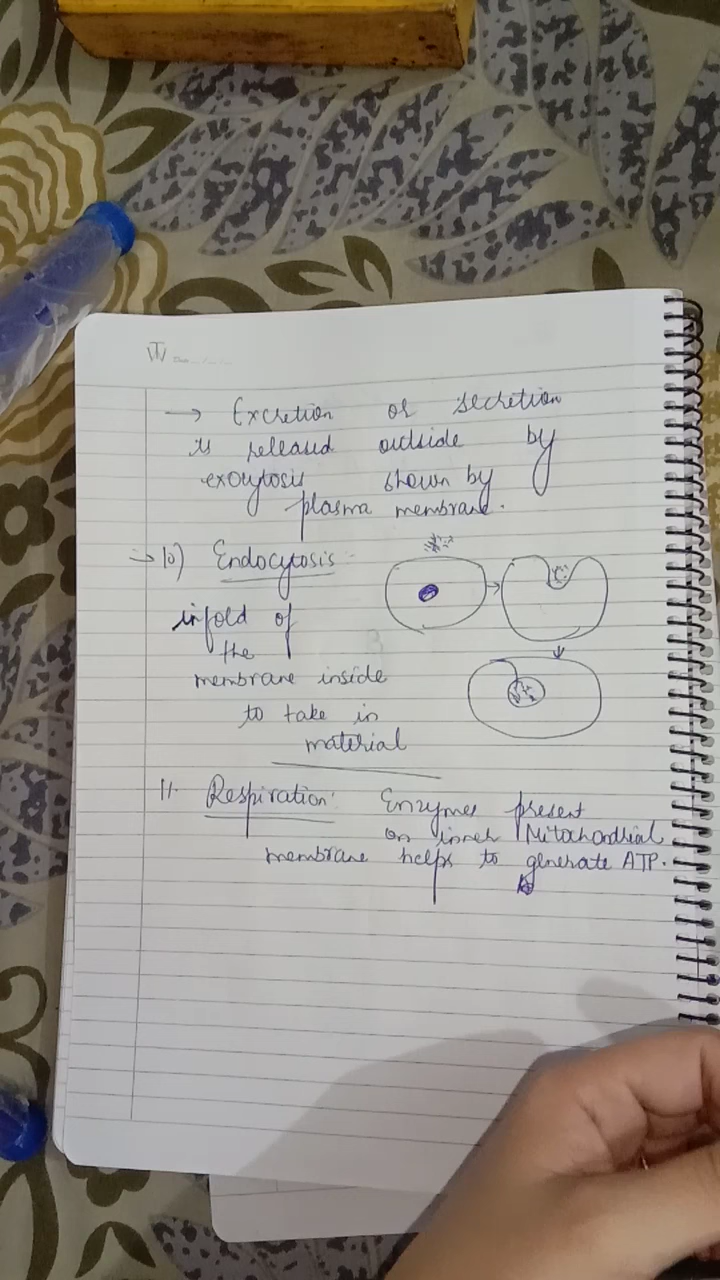 → Excretion or secretion
is released outside by
exocytosis shown by
plasma membrane.
→ 10) Endocytosis:
infold of
the
membrane inside
to take in
material
11. Respiration: Enzymes present
on inner Mitochondrial
membrane helps to generate ATP.